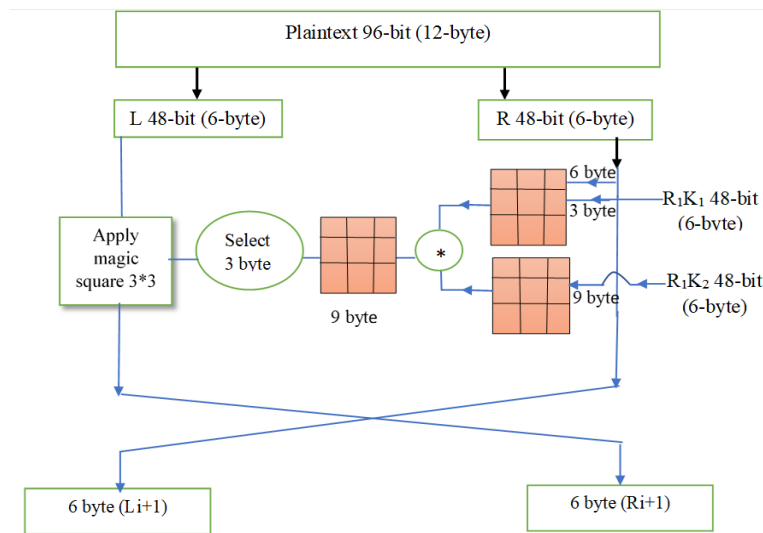 Plaintext 96-bit (12-byte)
L 48-bit (6-byte)
R 48-bit (6-byte)
6 byte
3 byte
R₁K₁ 48-bit
(6-byte)
Apply
magic
square 3*3
Select
3 byte
*
9 byte
9 byte
R₁K₂ 48-bit
(6-byte)
6 byte (Li+1)
6 byte (Ri+1)